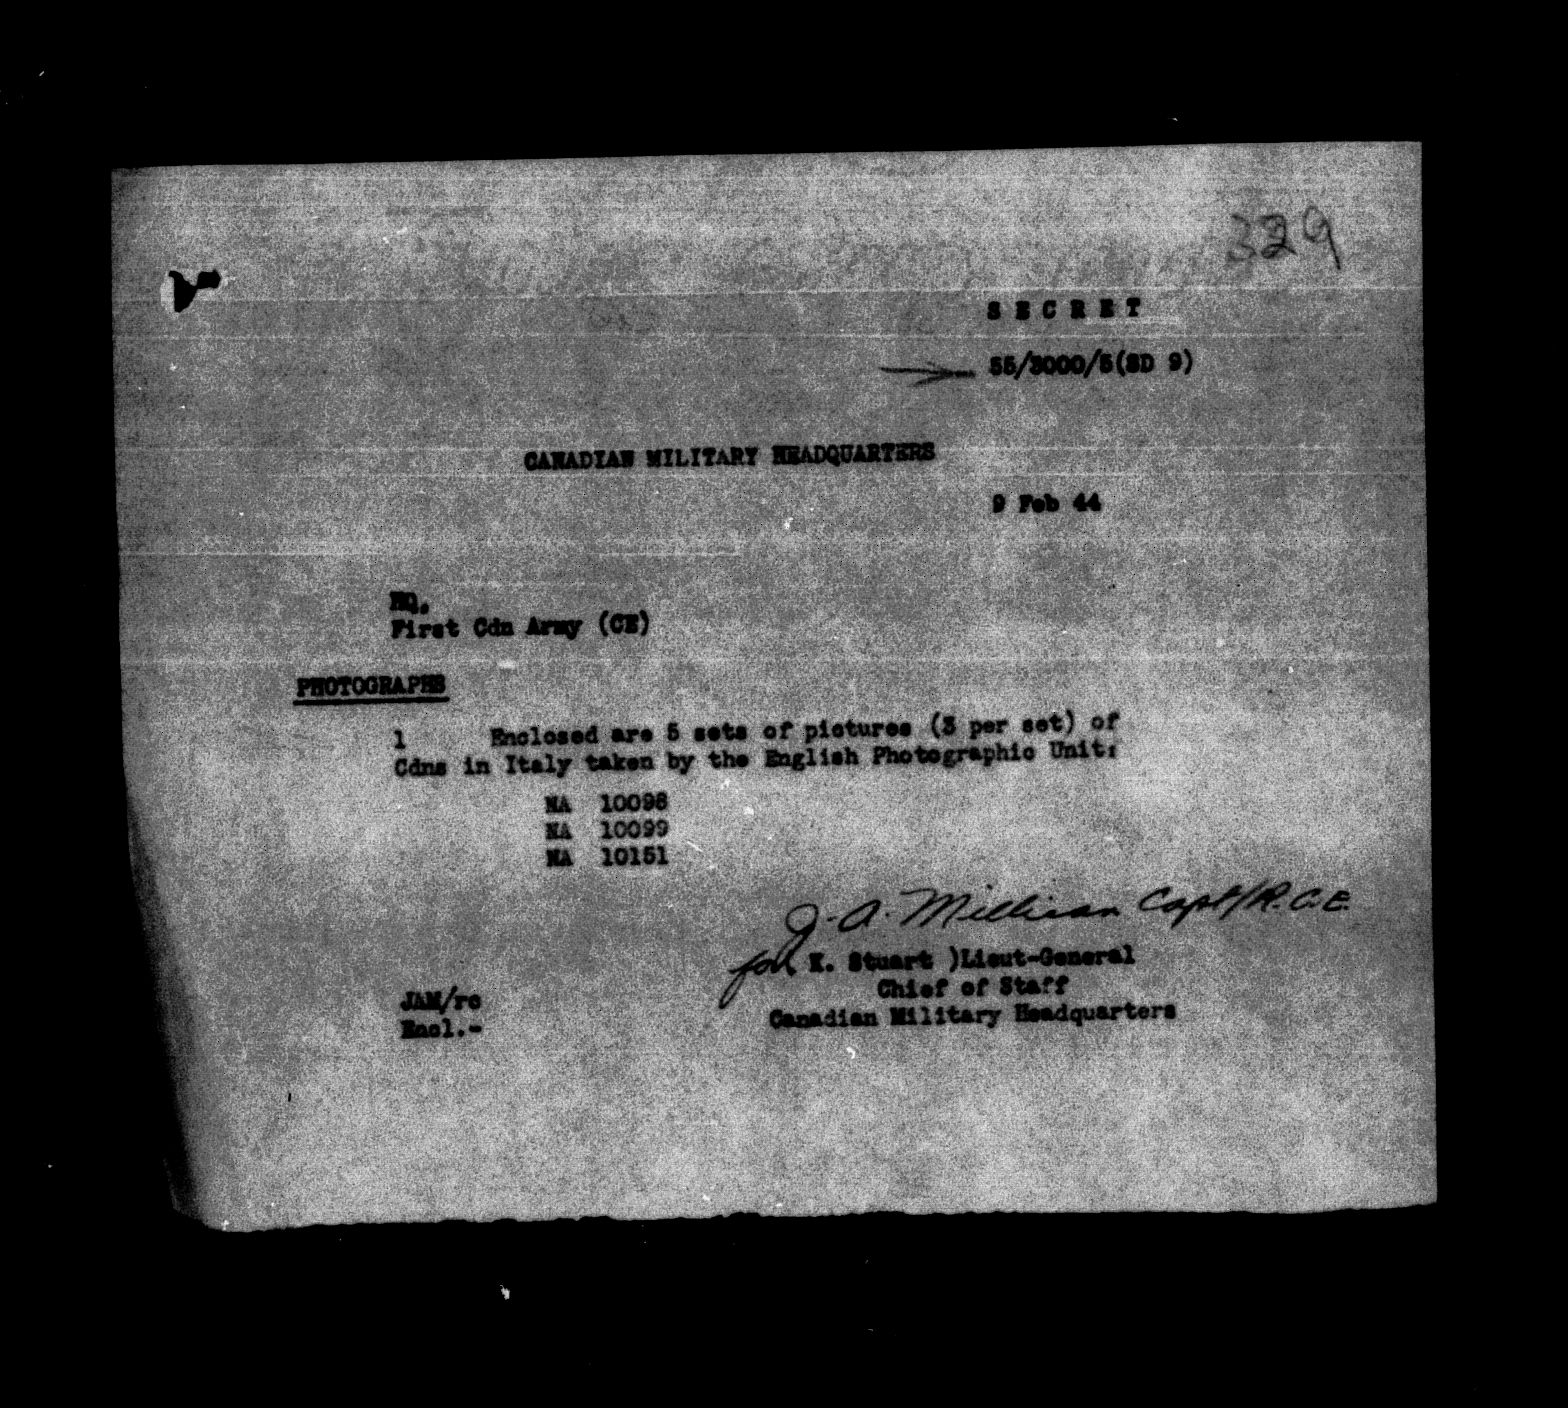 329
S E C R E T
55/3000/5(SD 9)
CANADIAN MILITARY HEADQUARTERS
9 Feb 44
HQ.
First Cdn Army (CE)
PHOTOGRAPHS
1 Enclosed are 5 sets of pictures (3 per set) of
Cdns in Italy taken by the English Photographic Unit:
NA 10098
NA 10099
NA 10151
J. A. Millican Capt/R.C.E
for K. Stuart )Lieut-General
Chief of Staff
Canadian Military Headquarters
JAM/rc
Encl.-